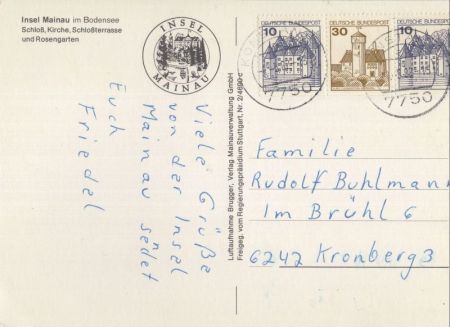 Insel Mainau im Bodensee
Schloß, Kirche, Schloßterrasse
und Rosengarten
INSEL
MAINAU
Viele Grüße
von der Insel
Mainau sendet
Euch
Friedel
Luftaufnahme Brugger, Verlag Mainauverwaltung GmbH
Freigeg. vom Regierungspräsidium Stuttgart, Nr. 2/4690 c
10 DEUTSCHE BUNDESPOST
30 DEUTSCHE BUNDESPOST
10 DEUTSCHE BUNDESPOST
7750
7750
Familie
Rudolf Buhlmann
Im Brühl 6
6242 Kronberg 3